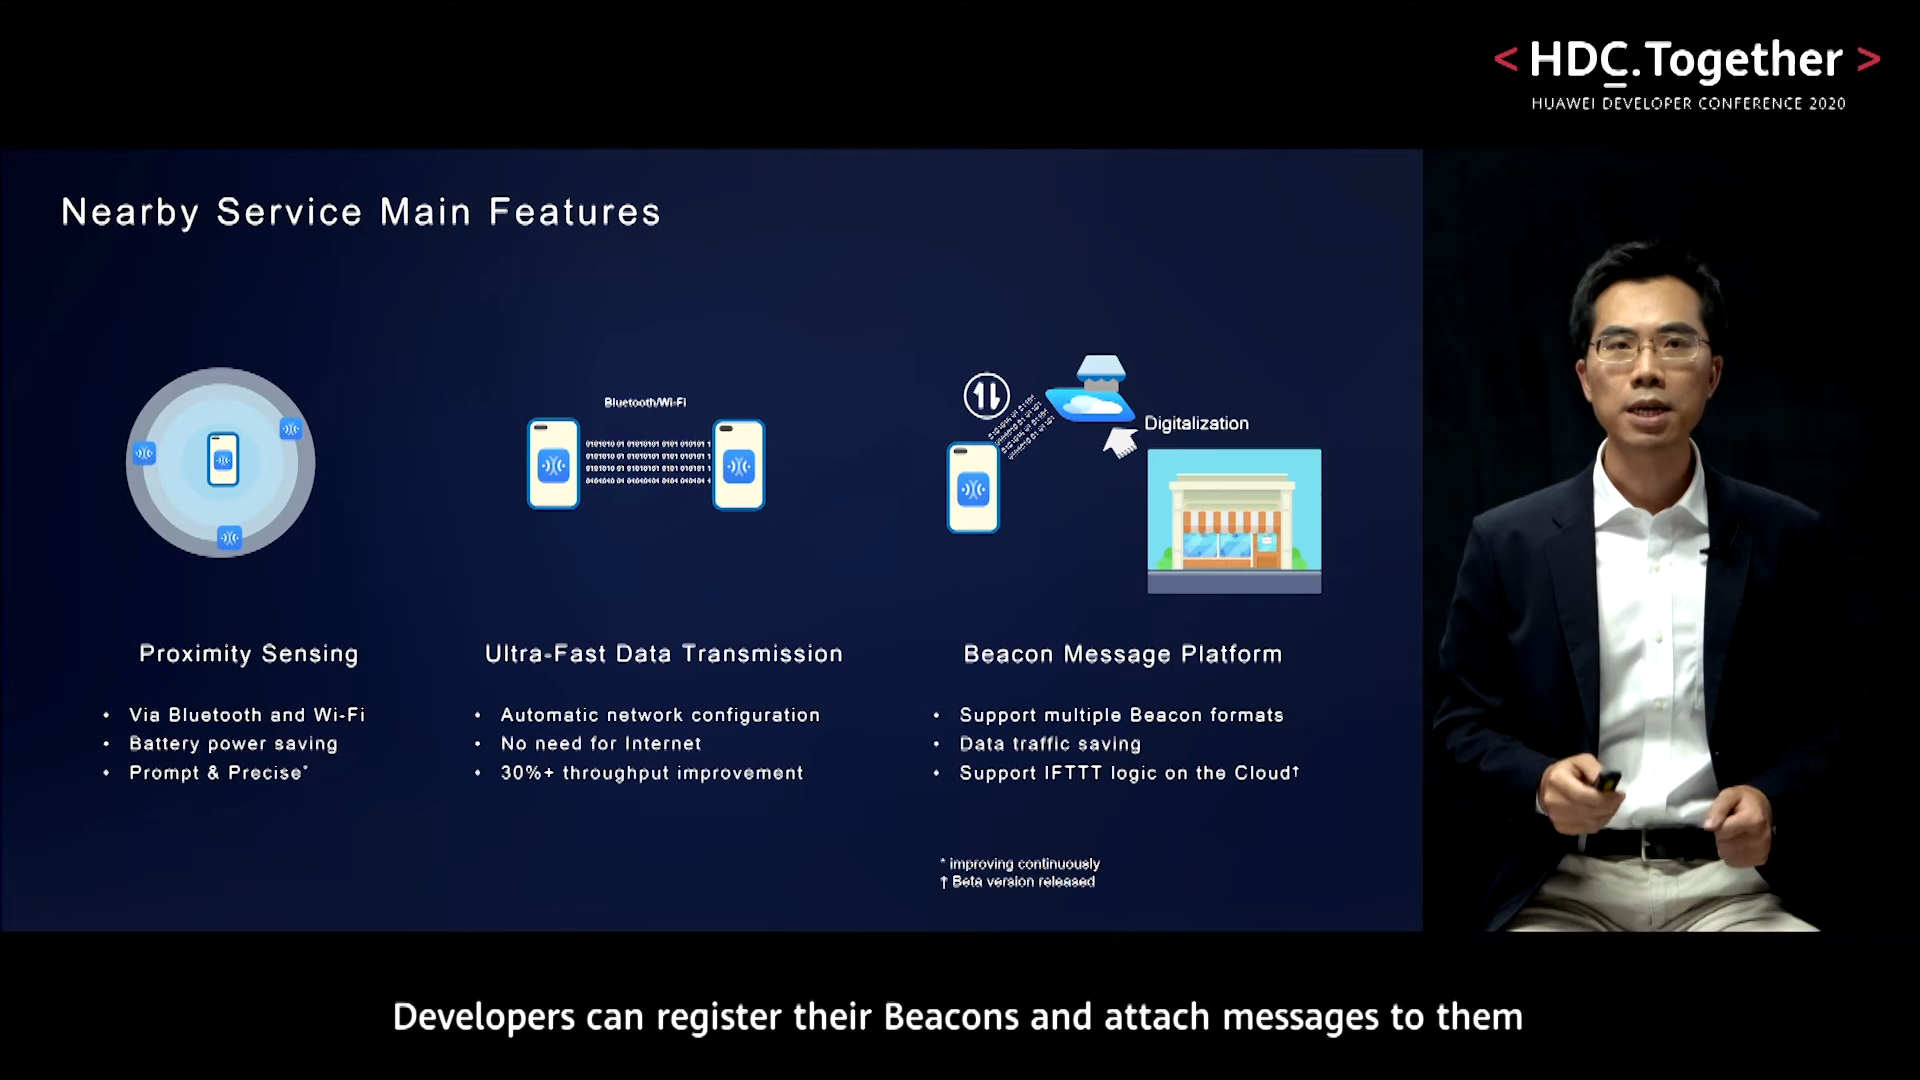 < HDC.Together >
HUAWEI DEVELOPER CONFERENCE 2020
Nearby Service Main Features
Bluetooth/Wi-Fi
Digitalization
Proximity Sensing
• Via Bluetooth and Wi-Fi
• Battery power saving
• Prompt & Precise*
Ultra-Fast Data Transmission
• Automatic network configuration
• No need for Internet
• 30%+ throughput improvement
Beacon Message Platform
• Support multiple Beacon formats
• Data traffic saving
• Support IFTTT logic on the Cloud†
* improving continuously
† Beta version released
Developers can register their Beacons and attach messages to them